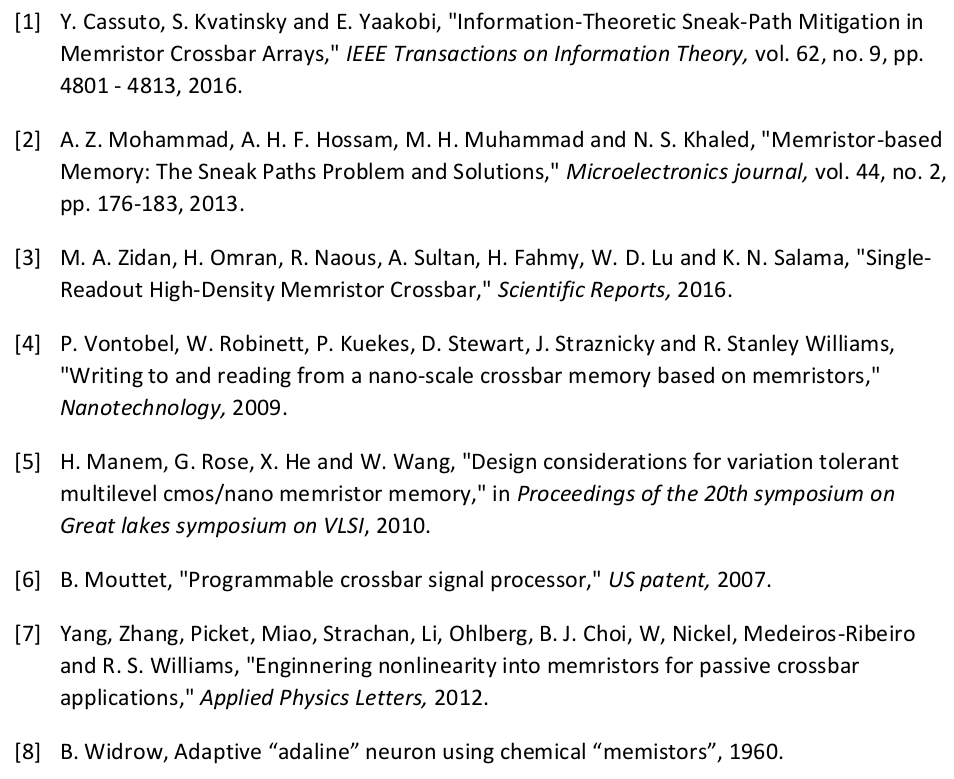 [1] Y. Cassuto, S. Kvatinsky and E. Yaakobi, "Information-Theoretic Sneak-Path Mitigation in
Memristor Crossbar Arrays," IEEE Transactions on Information Theory, vol. 62, no. 9, pp.
4801 - 4813, 2016.
[2] A. Z. Mohammad, A. H. F. Hossam, M. H. Muhammad and N. S. Khaled, "Memristor-based
Memory: The Sneak Paths Problem and Solutions," Microelectronics journal, vol. 44, no. 2,
pp. 176-183, 2013.
[3] M. A. Zidan, H. Omran, R. Naous, A. Sultan, H. Fahmy, W. D. Lu and K. N. Salama, "Single-
Readout High-Density Memristor Crossbar," Scientific Reports, 2016.
[4] P. Vontobel, W. Robinett, P. Kuekes, D. Stewart, J. Straznicky and R. Stanley Williams,
"Writing to and reading from a nano-scale crossbar memory based on memristors,"
Nanotechnology, 2009.
[5] H. Manem, G. Rose, X. He and W. Wang, "Design considerations for variation tolerant
multilevel cmos/nano memristor memory," in Proceedings of the 20th symposium on
Great lakes symposium on VLSI, 2010.
[6] B. Mouttet, "Programmable crossbar signal processor," US patent, 2007.
[7] Yang, Zhang, Picket, Miao, Strachan, Li, Ohlberg, B. J. Choi, W, Nickel, Medeiros-Ribeiro
and R. S. Williams, "Enginnering nonlinearity into memristors for passive crossbar
applications," Applied Physics Letters, 2012.
[8] B. Widrow, Adaptive “adaline” neuron using chemical “memistors”, 1960.